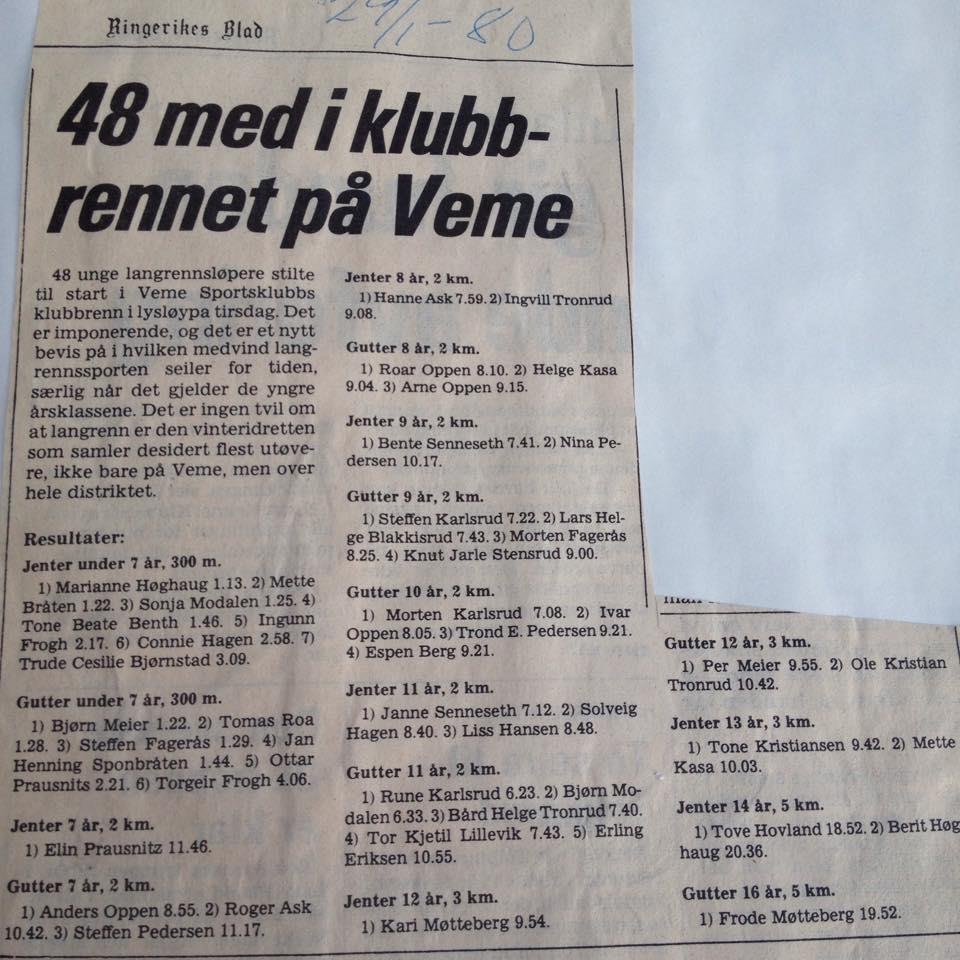 Ringerikes Blad
29/1-80
48 med i klubb-
rennet på Veme
48 unge langrennsløpere stilte
til start i Veme Sportsklubbs
klubbrenn i lysløypa tirsdag. Det
er imponerende, og det er et nytt
bevis på i hvilken medvind lang-
rennssporten seiler for tiden,
særlig når det gjelder de yngre
årsklassene. Det er ingen tvil om
at langrenn er den vinteridretten
som samler desidert flest utøve-
re, ikke bare på Veme, men over
hele distriktet.
Resultater:
Jenter under 7 år, 300 m.
1) Marianne Høghaug 1.13. 2) Mette
Bråten 1.22. 3) Sonja Modalen 1.25. 4)
Tone Beate Benth 1.46. 5) Ingunn
Frogh 2.17. 6) Connie Hagen 2.58. 7)
Trude Cesilie Bjørnstad 3.09.
Gutter under 7 år, 300 m.
1) Bjørn Meier 1.22. 2) Tomas Roa
1.28. 3) Steffen Fagerås 1.29. 4) Jan
Henning Sponbråten 1.44. 5) Ottar
Prausnits 2.21. 6) Torgeir Frogh 4.06.
Jenter 7 år, 2 km.
1) Elin Prausnitz 11.46.
Gutter 7 år, 2 km.
1) Anders Oppen 8.55. 2) Roger Ask
10.42. 3) Steffen Pedersen 11.17.
Jenter 8 år, 2 km.
1) Hanne Ask 7.59. 2) Ingvill Tronrud
9.08.
Gutter 8 år, 2 km.
1) Roar Oppen 8.10. 2) Helge Kasa
9.04. 3) Arne Oppen 9.15.
Jenter 9 år, 2 km.
1) Bente Senneseth 7.41. 2) Nina Pe-
dersen 10.17.
Gutter 9 år, 2 km.
1) Steffen Karlsrud 7.22. 2) Lars Hel-
ge Blakkisrud 7.43. 3) Morten Fagerås
8.25. 4) Knut Jarle Stensrud 9.00.
Gutter 10 år, 2 km.
1) Morten Karlsrud 7.08. 2) Ivar
Oppen 8.05. 3) Trond E. Pedersen 9.21.
4) Espen Berg 9.21.
Jenter 11 år, 2 km.
1) Janne Senneseth 7.12. 2) Solveig
Hagen 8.40. 3) Liss Hansen 8.48.
Gutter 11 år, 2 km.
1) Rune Karlsrud 6.23. 2) Bjørn Mo-
dalen 6.33. 3) Bård Helge Tronrud 7.40.
4) Tor Kjetil Lillevik 7.43. 5) Erling
Eriksen 10.55.
Jenter 12 år, 3 km.
1) Kari Møtteberg 9.54.
Gutter 12 år, 3 km.
1) Per Meier 9.55. 2) Ole Kristian
Tronrud 10.42.
Jenter 13 år, 3 km.
1) Tone Kristiansen 9.42. 2) Mette
Kasa 10.03.
Jenter 14 år, 5 km.
1) Tove Hovland 18.52. 2) Berit Høg
haug 20.36.
Gutter 16 år, 5 km.
1) Frode Møtteberg 19.52.